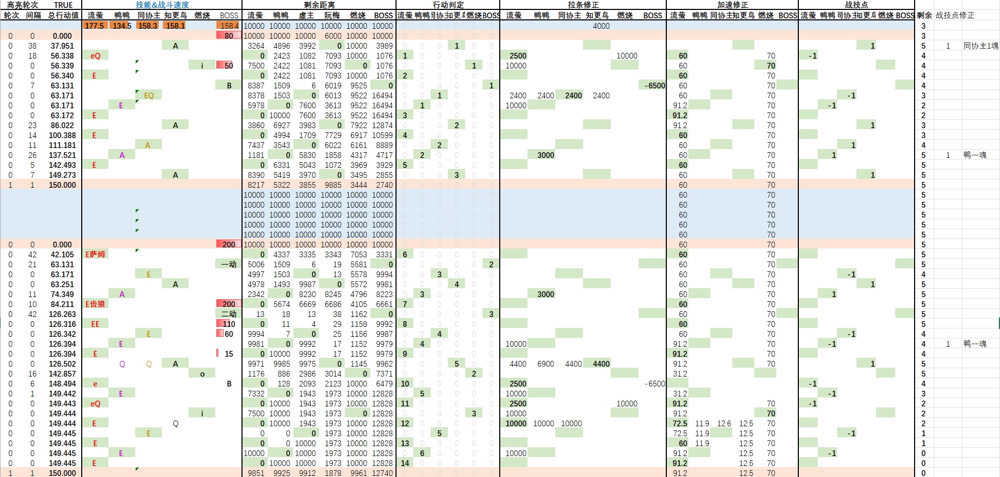 高亮轮次 TRUE 技能&战斗速度 剩余距离 行动判定 拉条修正 加速修正 战技点
轮次 间隔 总行动值 流萤 鸭鸭 同协主 知更鸟 燃烧 BOSS 流萤 鸭鸭 虚主 阮梅 燃烧 BOSS 流萤 鸭鸭 同协主 知更鸟 燃烧 BOSS 流萤 鸭鸭 同协主 知更鸟 燃烧 BOSS 流萤 鸭鸭 同协主 知更鸟 燃烧 BOSS 流萤 鸭鸭 同协主 知更鸟 燃烧 BOSS 剩余 战技点修正
177.5 134.5 158.3 158.1 158.4 10000 10000 10000 10000 10000 10000 0 0 0 0 0 0 4000 3
0 0 0.000 80 10000 10000 10000 6000 10000 10000 0 0 0 0 0 0 3
0 38 37.951 A 3264 4896 3992 0 10000 3989 0 0 0 1 0 0 1 5 1 同协主1魂
0 18 56.338 eQ 0 2423 1082 7093 10000 1076 1 0 0 0 0 0 2500 10000 60 70 -1 4
0 0 56.339 i 50 7500 2422 1081 7093 0 1076 0 0 0 0 1 0 10000 60 70 4
0 0 56.340 E 0 2422 1081 7093 10000 1076 2 0 0 0 0 0 60 70 4
0 7 63.131 B 8387 1509 6 6019 9525 0 0 0 0 0 0 1 -6500 60 70 4
0 0 63.171 EQ 8378 1503 0 6013 9522 16494 0 0 1 0 0 0 2400 2400 2400 2400 60 70 -1 3
0 0 63.171 E 5978 0 7600 3613 9522 16494 0 1 0 0 0 0 10000 91.2 70 -1 2
0 0 63.172 E 0 10000 7600 3613 9522 16494 3 0 0 0 0 0 91.2 70 2
0 23 86.022 A 3860 6927 3983 0 7922 12874 0 0 0 2 0 0 91.2 70 1 3
0 14 100.388 E 0 4994 1709 7729 6917 10599 4 0 0 0 0 0 60 70 3
0 11 111.181 A 7437 3543 0 6022 6161 8889 0 0 2 0 0 0 60 70 1 4
0 26 137.521 A 1181 0 5830 1858 4317 4717 0 2 0 0 0 0 3000 60 70 1 5 1 鸭一魂
0 5 142.493 E 0 6331 5043 1072 3969 3929 5 0 0 0 0 0 60 70 5
0 7 149.273 A 8390 5419 3970 0 3495 2855 0 0 0 3 0 0 60 70 1 5
1 1 150.000 8217 5322 3855 9885 3444 2740 0 0 0 0 0 0 60 70 5
10000 10000 10000 10000 10000 10000 0 0 0 0 0 0 60 70 5
10000 10000 10000 10000 10000 10000 0 0 0 0 0 0 60 70 5
10000 10000 10000 10000 10000 10000 0 0 0 0 0 0 60 70 5
10000 10000 10000 10000 10000 10000 0 0 0 0 0 0 60 70 5
10000 10000 10000 10000 10000 10000 0 0 0 0 0 0 60 70 5
0 0 0.000 200 10000 10000 10000 10000 10000 10000 0 0 0 0 0 0 60 70 5
0 42 42.105 E萨姆 0 4337 3335 3343 7053 3331 6 0 0 0 0 0 60 70 5
0 21 63.131 一动 5006 1509 6 19 5581 0 0 0 0 0 0 2 60 70 5
0 0 63.171 E 4997 1503 0 13 5578 9994 0 0 3 0 0 0 60 70 -1 4
0 0 63.251 A 4978 1493 9987 0 5572 9981 0 0 0 4 0 0 60 70 1 5
0 11 74.349 A 2342 0 8230 8245 4796 8223 0 3 0 0 0 0 3000 60 70 1 5
0 10 84.211 E齿狼 200 0 5674 6669 6686 4105 6661 7 0 0 0 0 0 60 70 5
0 42 126.263 二动 13 18 13 38 1162 0 0 0 0 0 0 3 60 70 5
0 0 126.316 EE 110 0 11 4 29 1158 9992 8 0 0 0 0 0 60 70 5
0 0 126.342 E 60 9994 7 0 25 1156 9987 0 0 4 0 0 0 60 70 -1 4
0 0 126.394 E 9981 0 9992 17 1152 9979 0 4 0 0 0 0 10000 91.2 70 -1 4 1 鸭一魂
0 0 126.394 E 15 0 10000 9992 17 1152 9979 9 0 0 0 0 0 91.2 70 4
0 0 126.502 Q Q A 9971 9985 9975 0 1145 9962 0 0 0 5 0 0 4400 6900 4400 4400 91.2 70 1 5
0 16 142.857 o 1176 886 2986 3014 0 7371 0 0 0 0 2 0 31.2 5
0 6 148.494 e B 0 128 2093 2123 10000 6479 10 0 0 0 0 0 2500 -6500 -1 4
0 1 149.442 E 7332 0 1943 1973 10000 12828 0 5 0 0 0 0 10000 31.2 -1 3
0 0 149.443 eQ 0 10000 1943 1973 10000 12828 11 0 0 0 0 0 2500 10000 91.2 70 -1 2
0 0 149.444 i 7500 10000 1943 1973 0 12828 0 0 0 0 3 0 10000 91.2 70 2
0 0 149.444 E Q 0 10000 1943 1973 10000 12828 12 0 0 0 0 0 10000 10000 10000 72.5 11.9 12.6 12.5 70 2
0 0 149.445 E 0 0 0 1973 10000 12828 0 0 5 0 0 0 72.5 11.9 12.5 70 -1 1
0 0 149.445 E 0 0 10000 1973 10000 12828 13 0 0 0 0 0 60 11.9 12.5 70 1
0 0 149.445 E 10000 0 10000 1973 10000 12828 0 6 0 0 0 0 10000 91.2 12.5 70 -1 0
0 0 149.445 E 0 10000 10000 1973 10000 12828 14 0 0 0 0 0 91.2 12.5 70 0
1 1 150.000 9851 9925 9912 1878 9961 12740 0 0 0 0 0 0 91.2 12.5 70 0